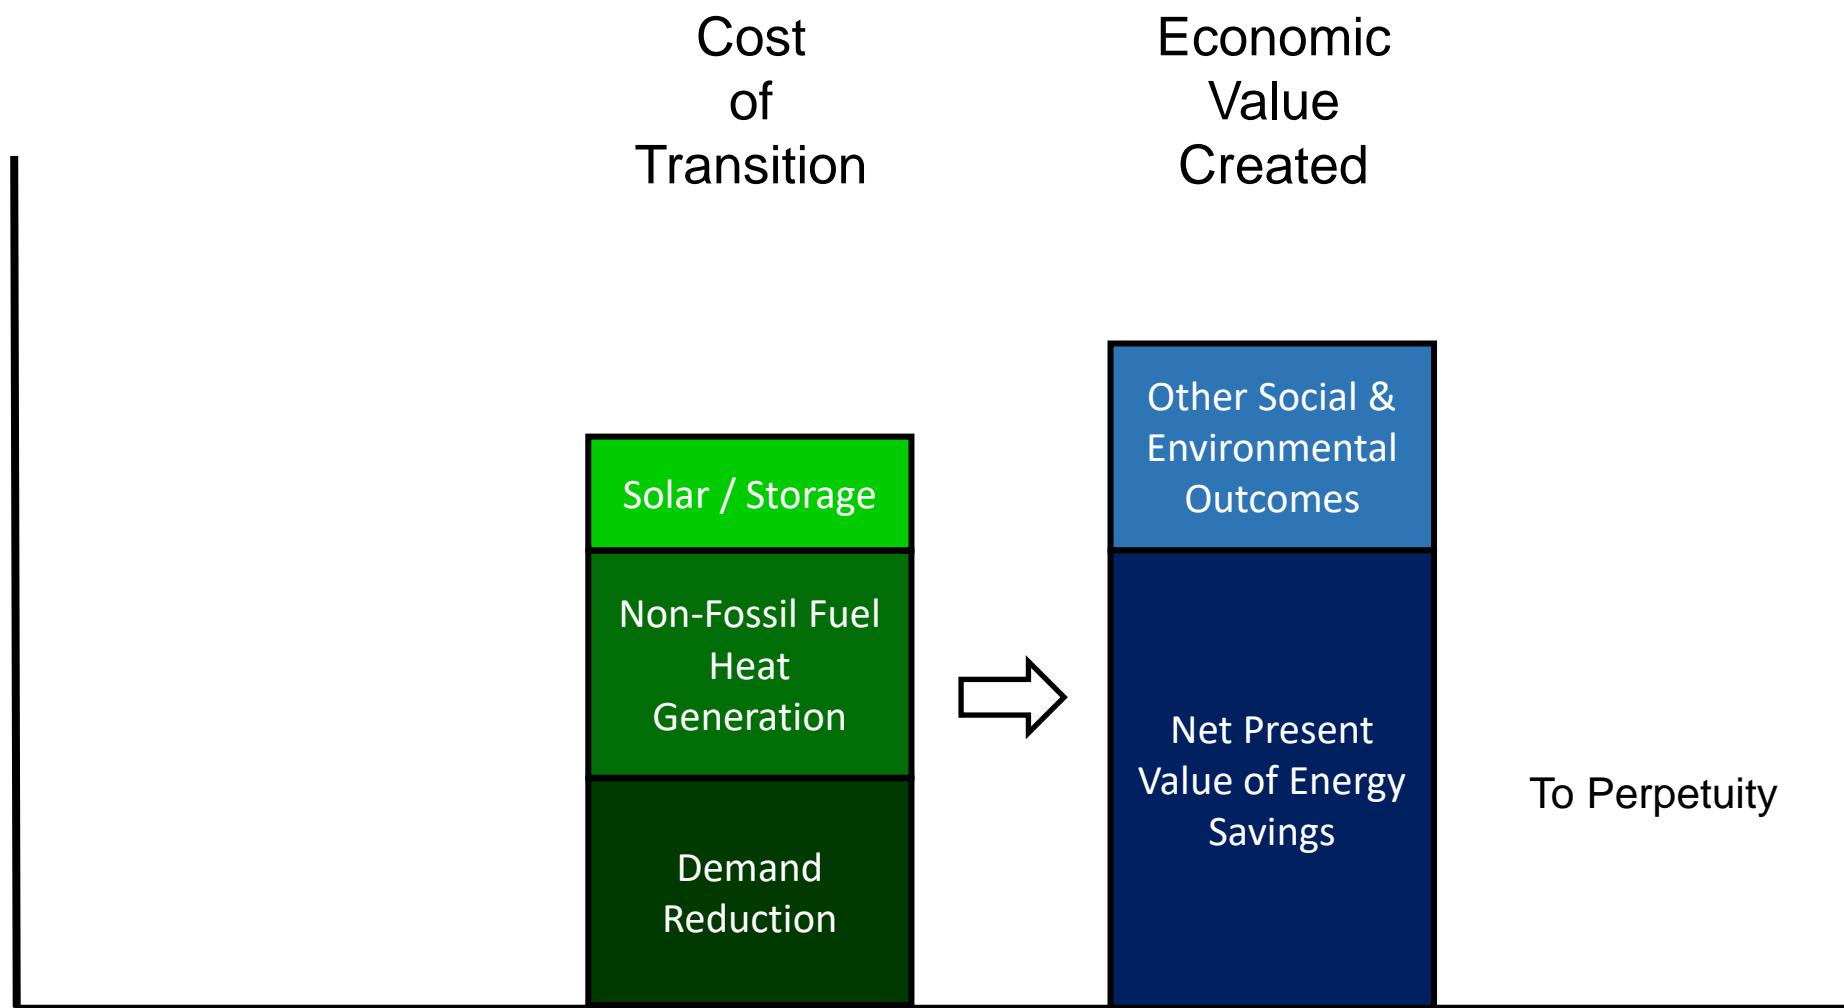 Cost
of
Transition
Economic
Value
Created
Solar / Storage
Non-Fossil Fuel
Heat
Generation
Demand
Reduction
Other Social &
Environmental
Outcomes
Net Present
Value of Energy
Savings
To Perpetuity